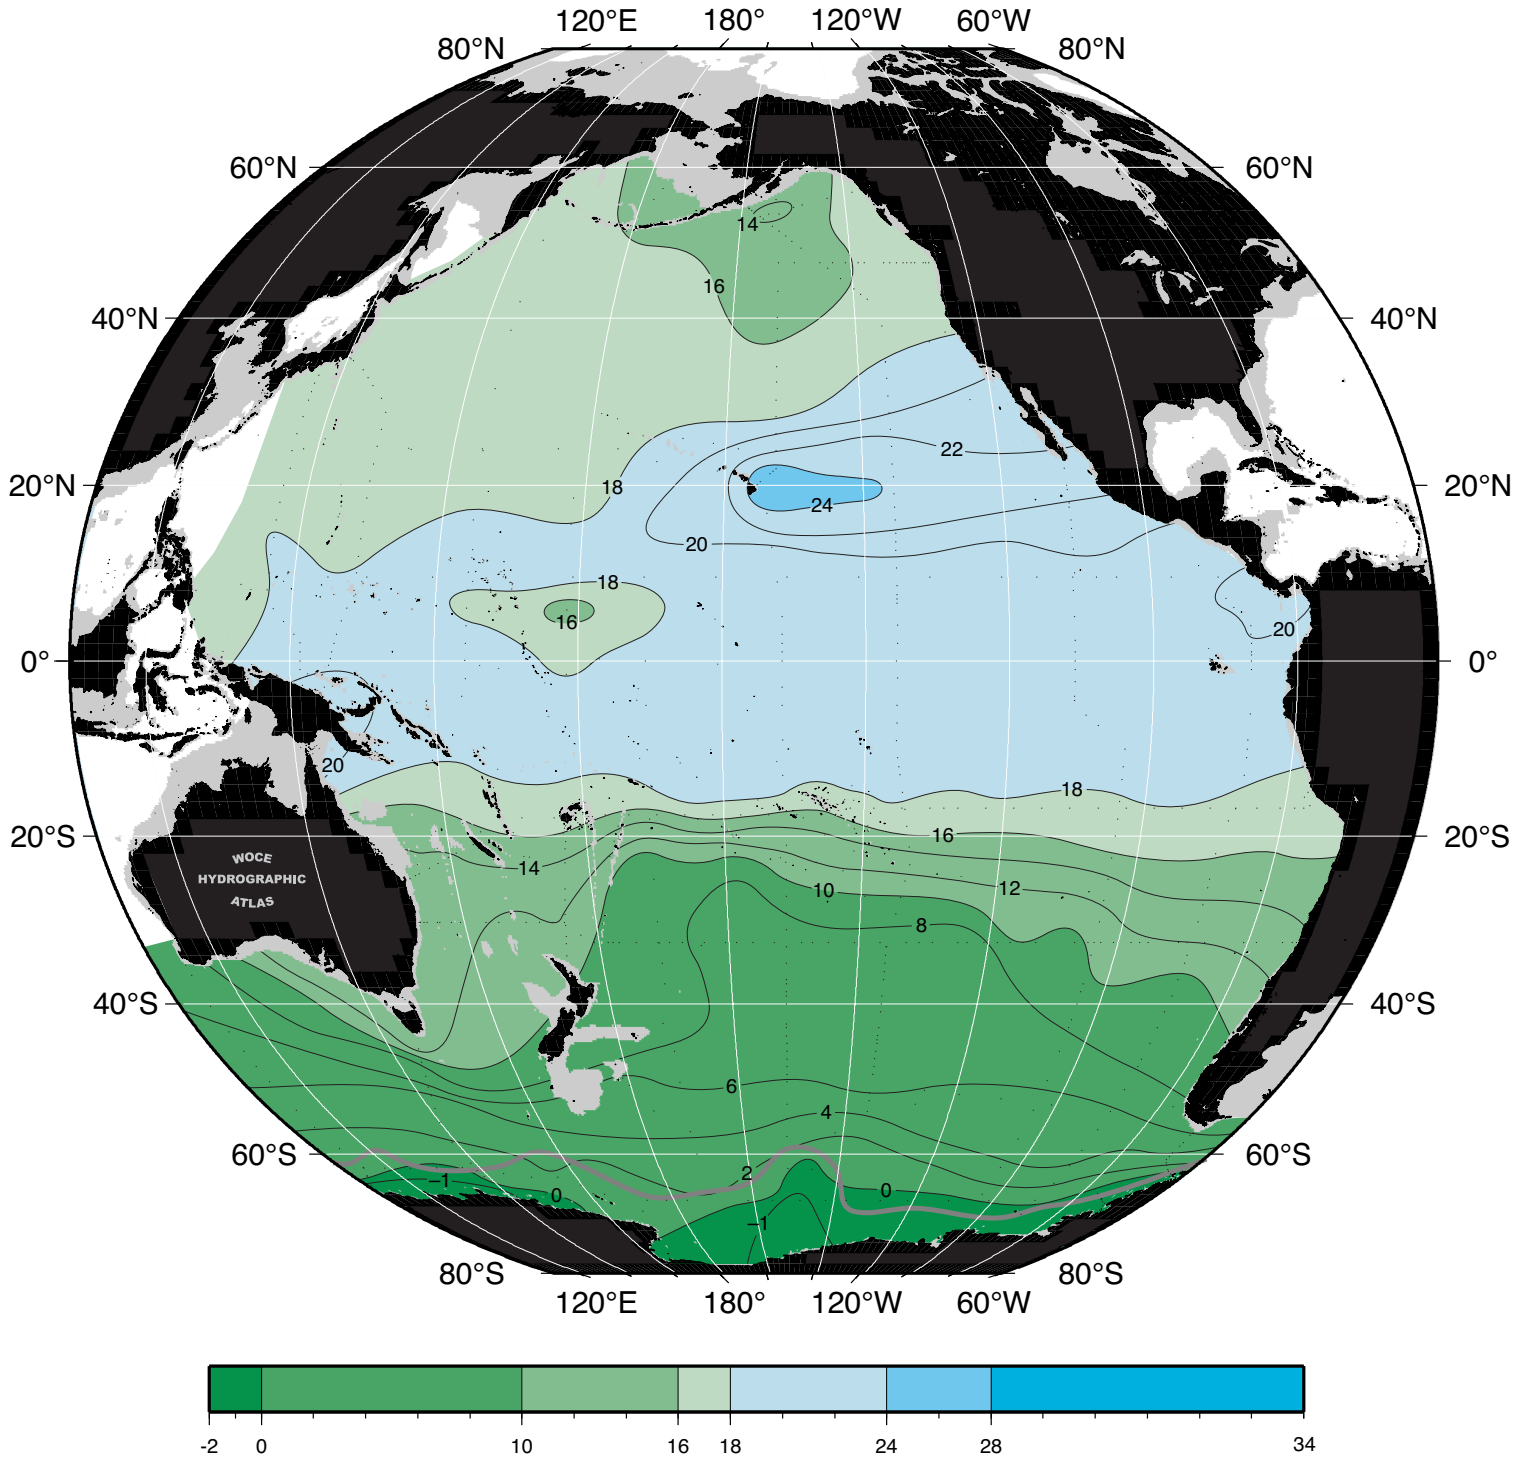 120°E 180° 120°W 60°W
80°N 80°N
60°N 60°N
14
16
40°N 40°N
22
18
20°N 20°N
24
20
18
16
20
0° 0°
20
18
16
20°S 20°S
WOCE
HYDROGRAPHIC
ATLAS
14
12
10
8
40°S 40°S
6
4
60°S 60°S
2
–1
0
0
–1
80°S 80°S
120°E 180° 120°W 60°W
-2 0 10 16 18 24 28 34